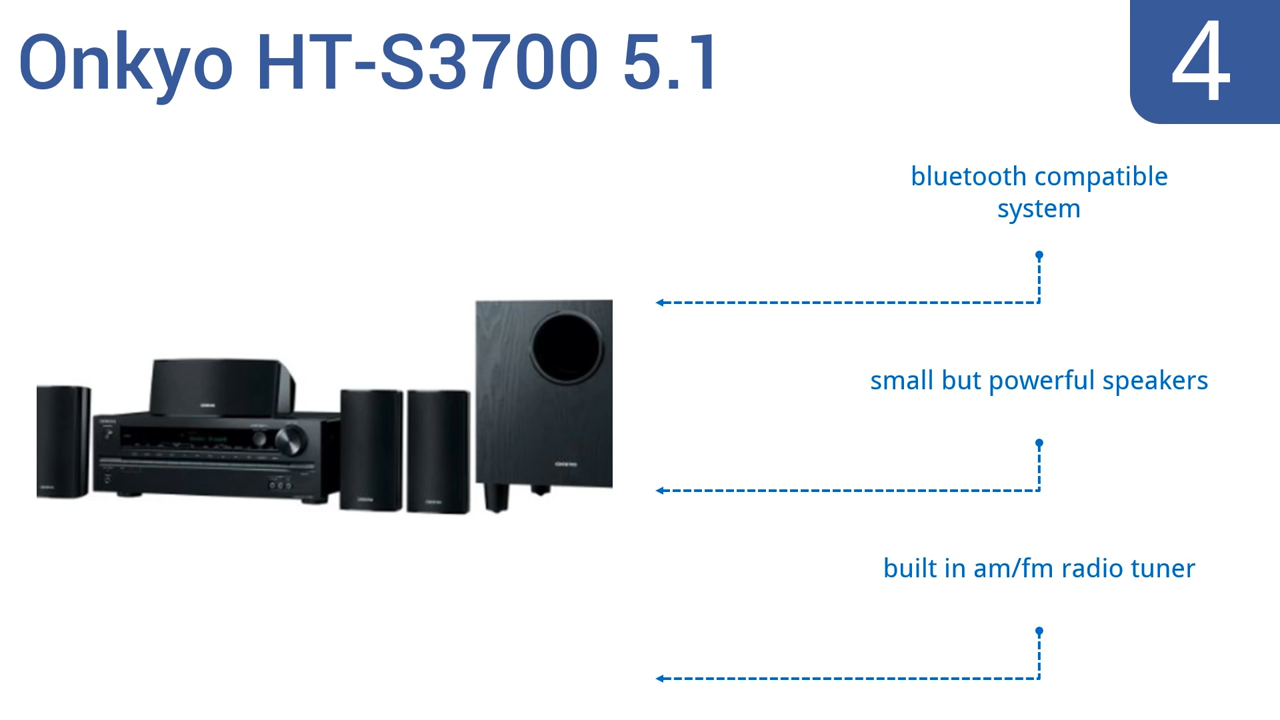 Onkyo HT-S3700 5.1
4
bluetooth compatible
system
small but powerful speakers
built in am/fm radio tuner
ONKYO